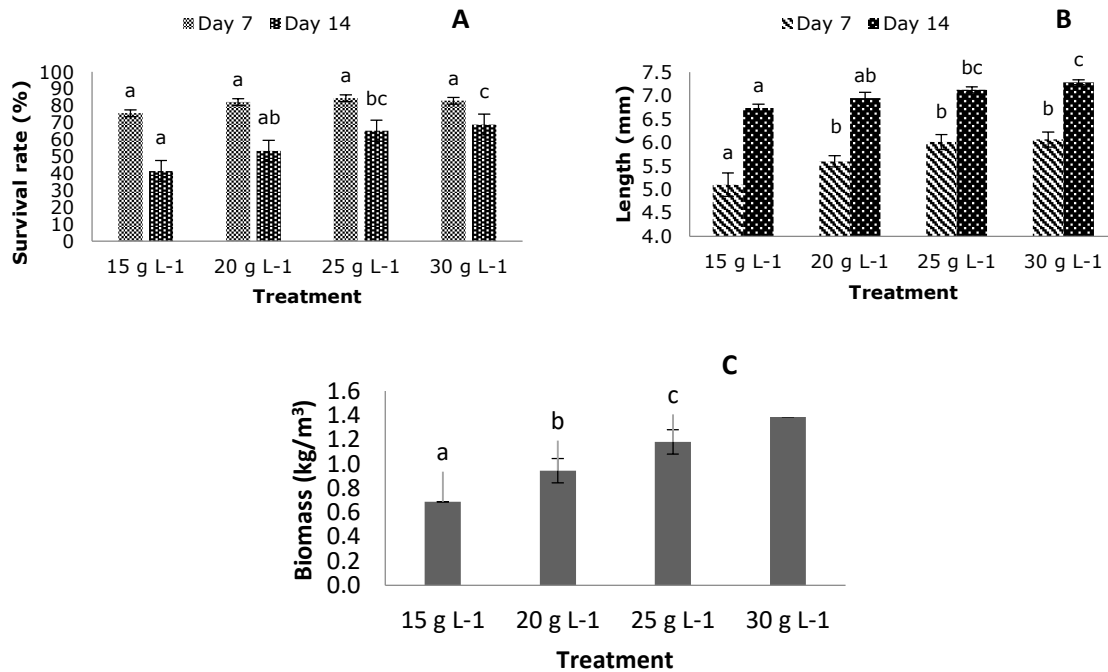 Day 7 Day 14 A
Survival rate (%)
100
90
80
70
60
50
40
30
20
10
0
a a a a
a ab bc c
15 g L-1 20 g L-1 25 g L-1 30 g L-1
Treatment
Day 7 Day 14 B
Length (mm)
7.5
7.0
6.5
6.0
5.5
5.0
4.5
4.0
a ab bc c
a b b b
15 g L-1 20 g L-1 25 g L-1 30 g L-1
Treatment
C
Biomass (kg/m³)
1.6
1.4
1.2
1.0
0.8
0.6
0.4
0.2
0.0
a b c
15 g L-1 20 g L-1 25 g L-1 30 g L-1
Treatment